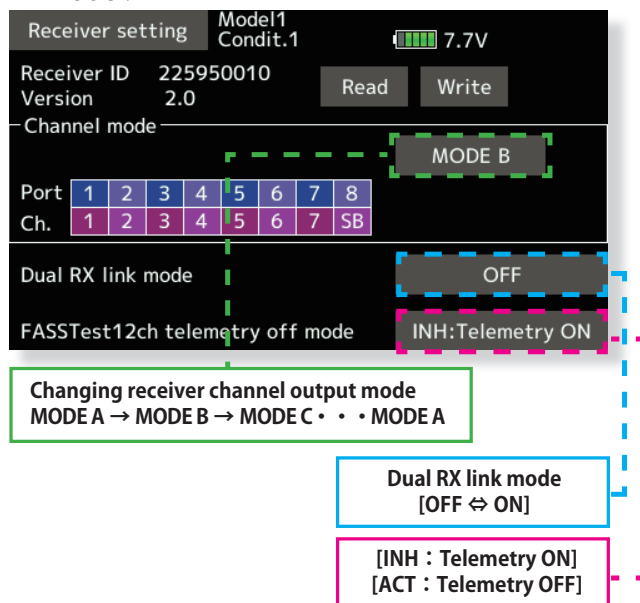 Receiver setting
Model1
Condit.1
7.7V
Receiver ID 225950010
Version 2.0
Read
Write
Channel mode
MODE B
Port 1 2 3 4 5 6 7 8
Ch. 1 2 3 4 5 6 7 SB
Dual RX link mode
OFF
FASSTest12ch telemetry off mode
INH:Telemetry ON
Changing receiver channel output mode
MODE A → MODE B → MODE C・・・MODE A
Dual RX link mode
[OFF ⇔ ON]
[INH：Telemetry ON]
[ACT：Telemetry OFF]